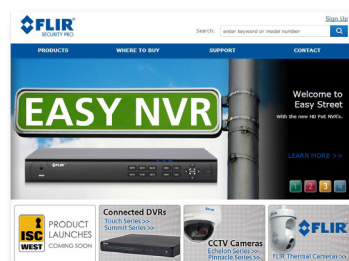 Sign Up
FLIR
SECURITY PRO
Search:
enter keyword or model number
PRODUCTS
WHERE TO BUY
SUPPORT
CONTACT
EASY NVR
Welcome to
Easy Street
With the new HD PoE NVRs.
LEARN MORE >>
FLIR
1
2
3
4
ISC
WEST
PRODUCT
LAUNCHES
COMING SOON
Connected DVRs
Touch Series >>
Summit Series >>
CCTV Cameras
Echelon Series >>
Pinnacle Series >>
FLIR
FLIR Thermal Cameras >>